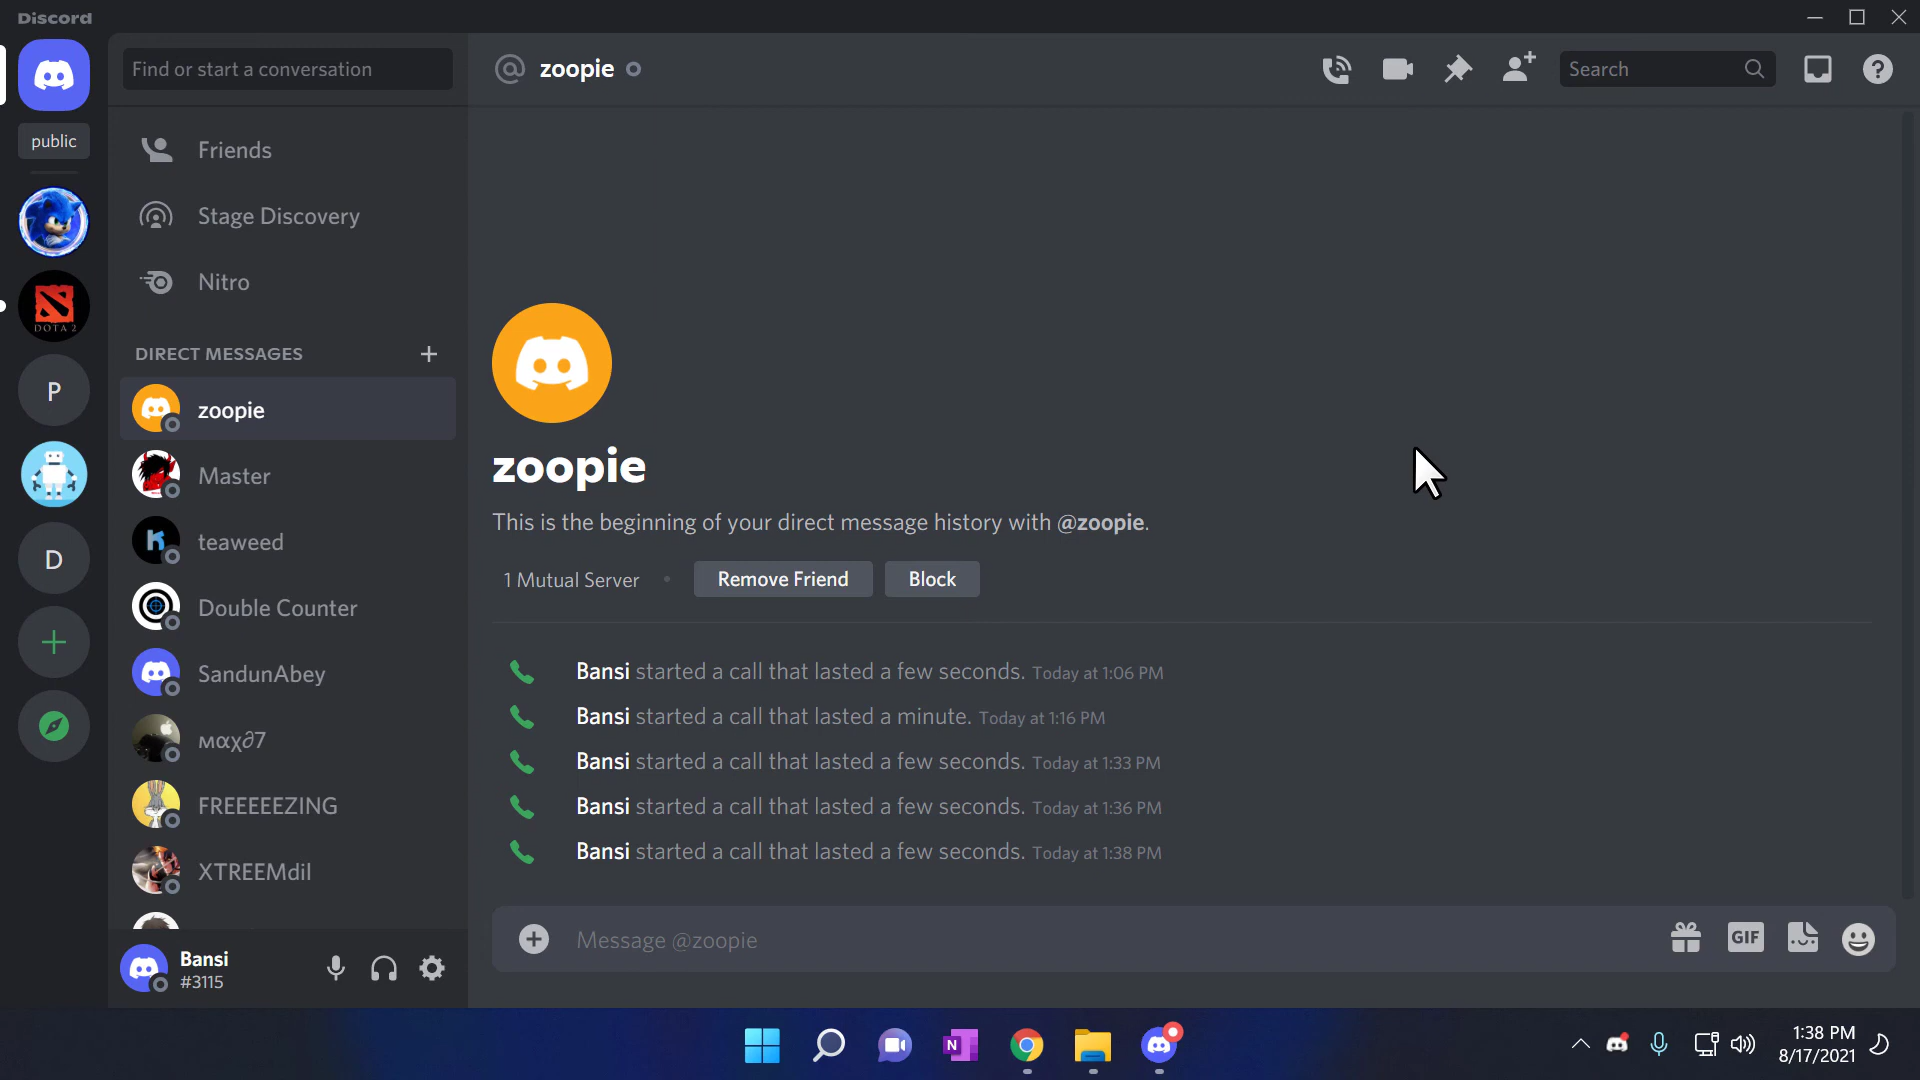 Discord
Find or start a conversation
zoopie
Search
public
Friends
Stage Discovery
Nitro
DOTA 2
DIRECT MESSAGES
P
zoopie
Master
teaweed
D
Double Counter
SandunAbey
мαχ∂7
FREEEEEZING
XTREEMdil
Bansi
#3115
zoopie
This is the beginning of your direct message history with @zoopie.
1 Mutual Server
Remove Friend
Block
Bansi started a call that lasted a few seconds. Today at 1:06 PM
Bansi started a call that lasted a minute. Today at 1:16 PM
Bansi started a call that lasted a few seconds. Today at 1:33 PM
Bansi started a call that lasted a few seconds. Today at 1:36 PM
Bansi started a call that lasted a few seconds. Today at 1:38 PM
Message @zoopie
GIF
N
1:38 PM
8/17/2021